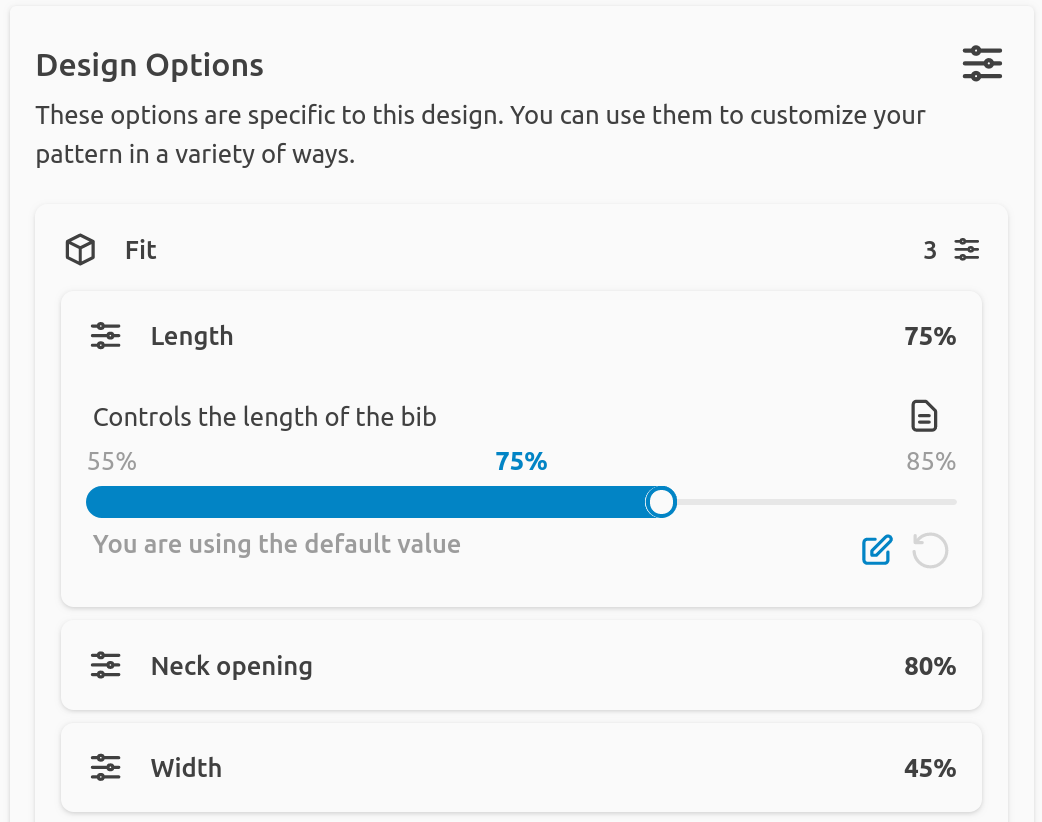 Design Options
These options are specific to this design. You can use them to customize your
pattern in a variety of ways.
Fit 3
Length 75%
Controls the length of the bib
55% 75% 85%
You are using the default value
Neck opening 80%
Width 45%